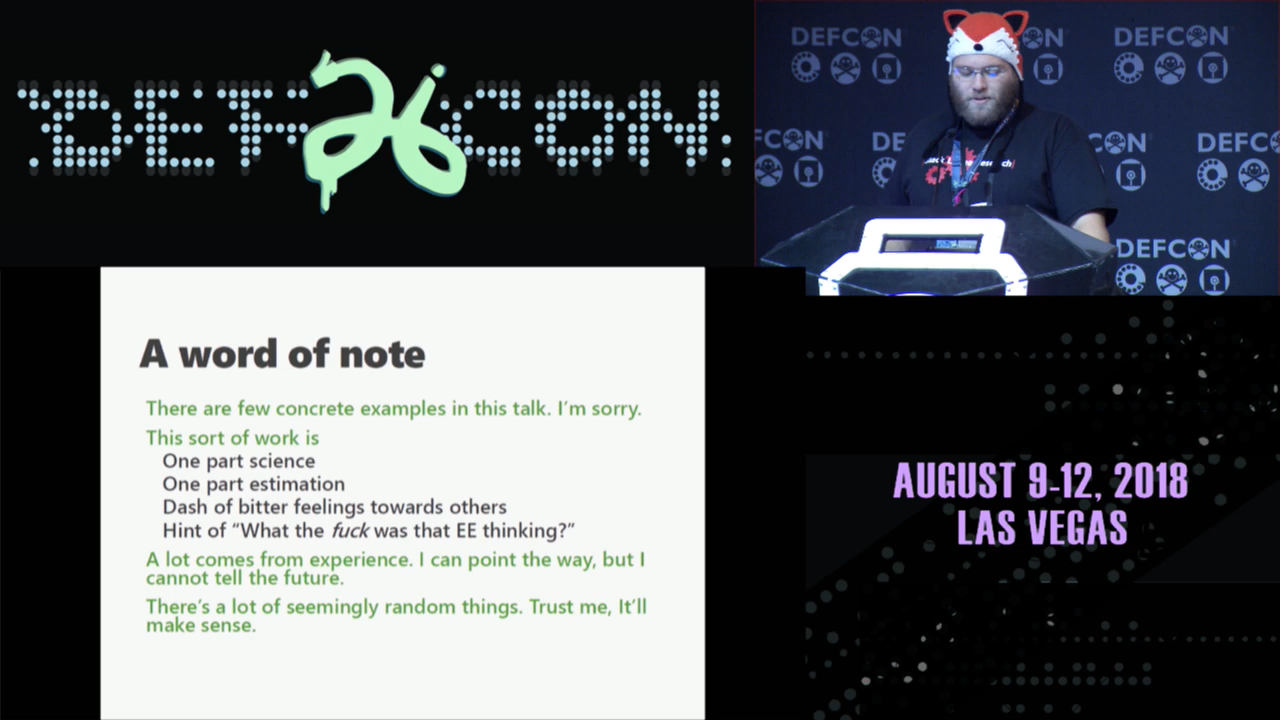 DEFCON
26
DEFCON
DEFCON
DEFCON
A word of note
There are few concrete examples in this talk. I'm sorry.
This sort of work is
One part science
One part estimation
Dash of bitter feelings towards others
Hint of “What the fuck was that EE thinking?”
A lot comes from experience. I can point the way, but I
cannot tell the future.
There's a lot of seemingly random things. Trust me, It'll
make sense.
AUGUST 9-12, 2018
LAS VEGAS